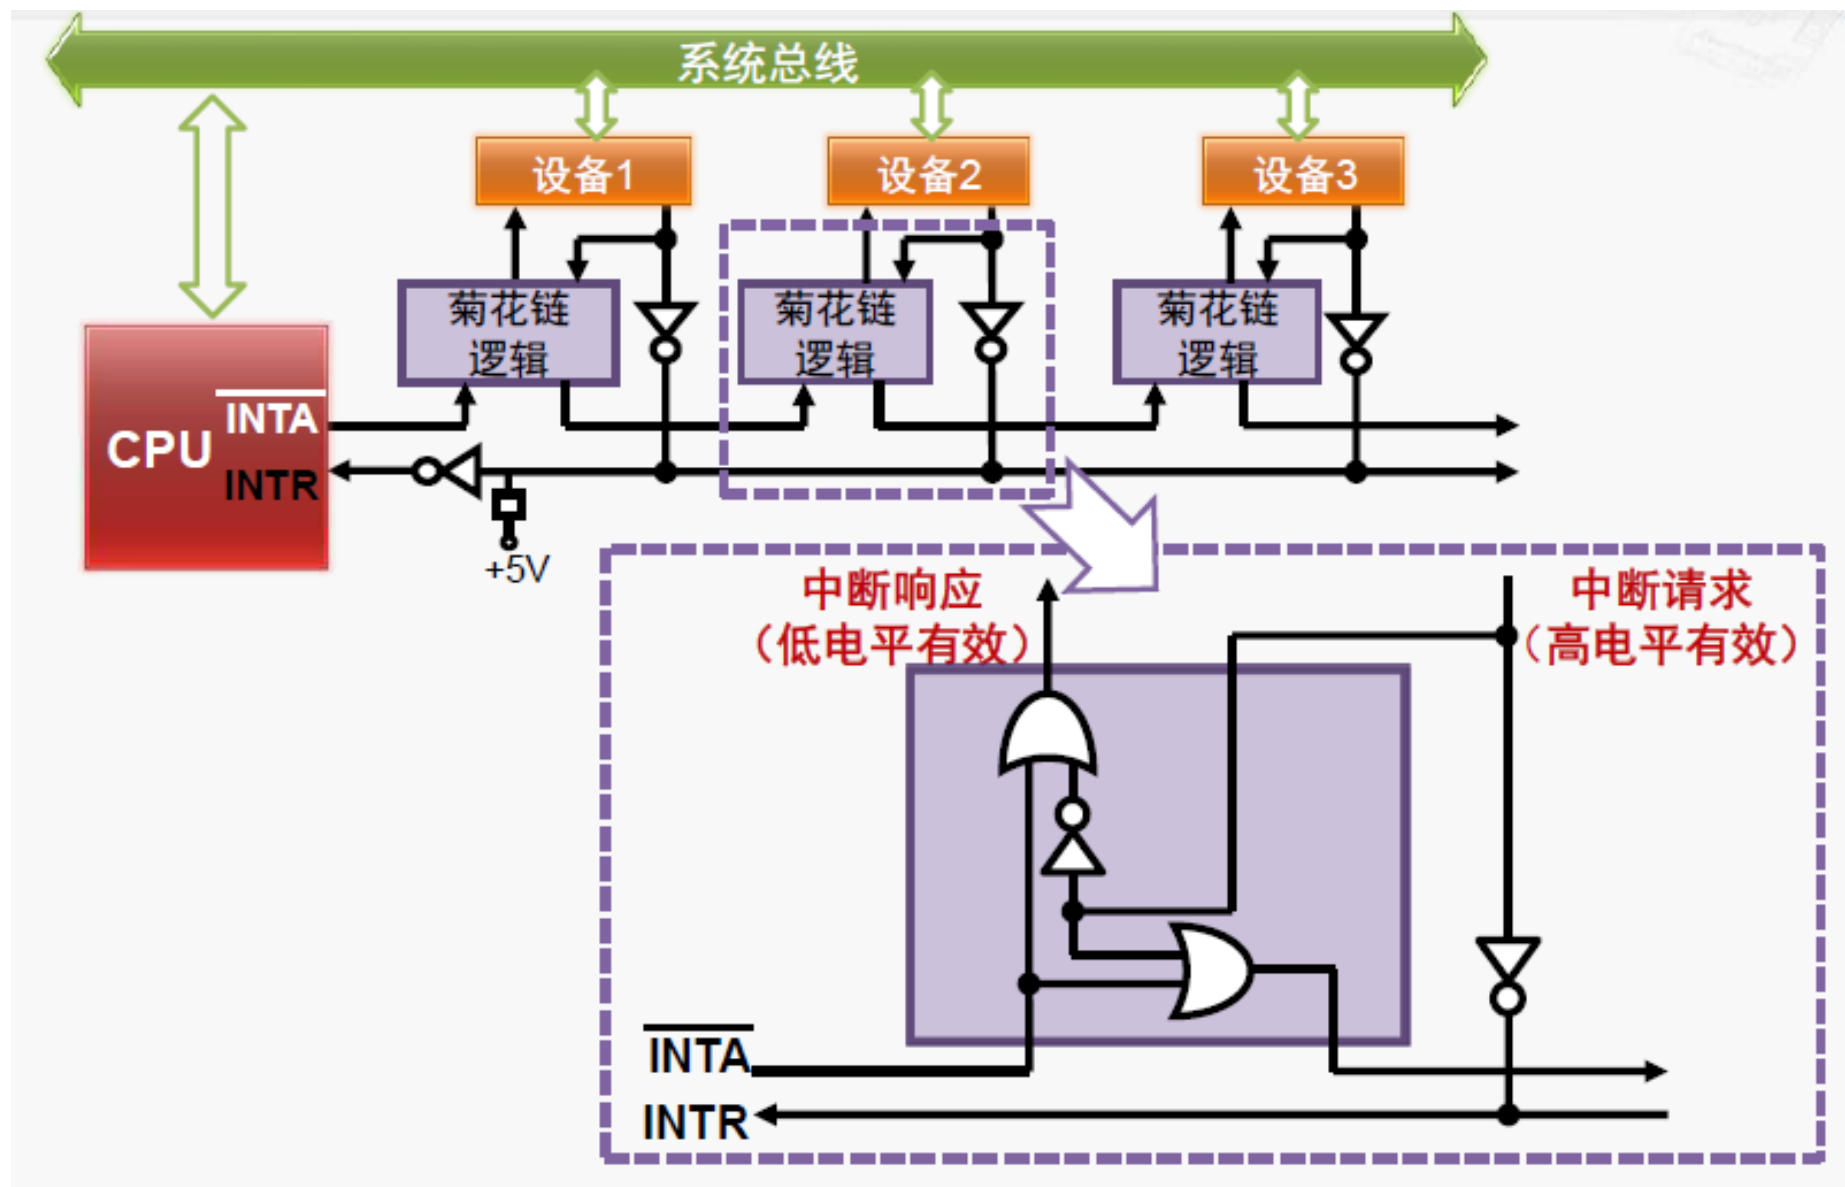 系统总线
设备1
设备2
设备3
菊花链
逻辑
菊花链
逻辑
菊花链
逻辑
CPU
INTA
INTR
+5V
中断响应
（低电平有效）
中断请求
（高电平有效）
INTA
INTR